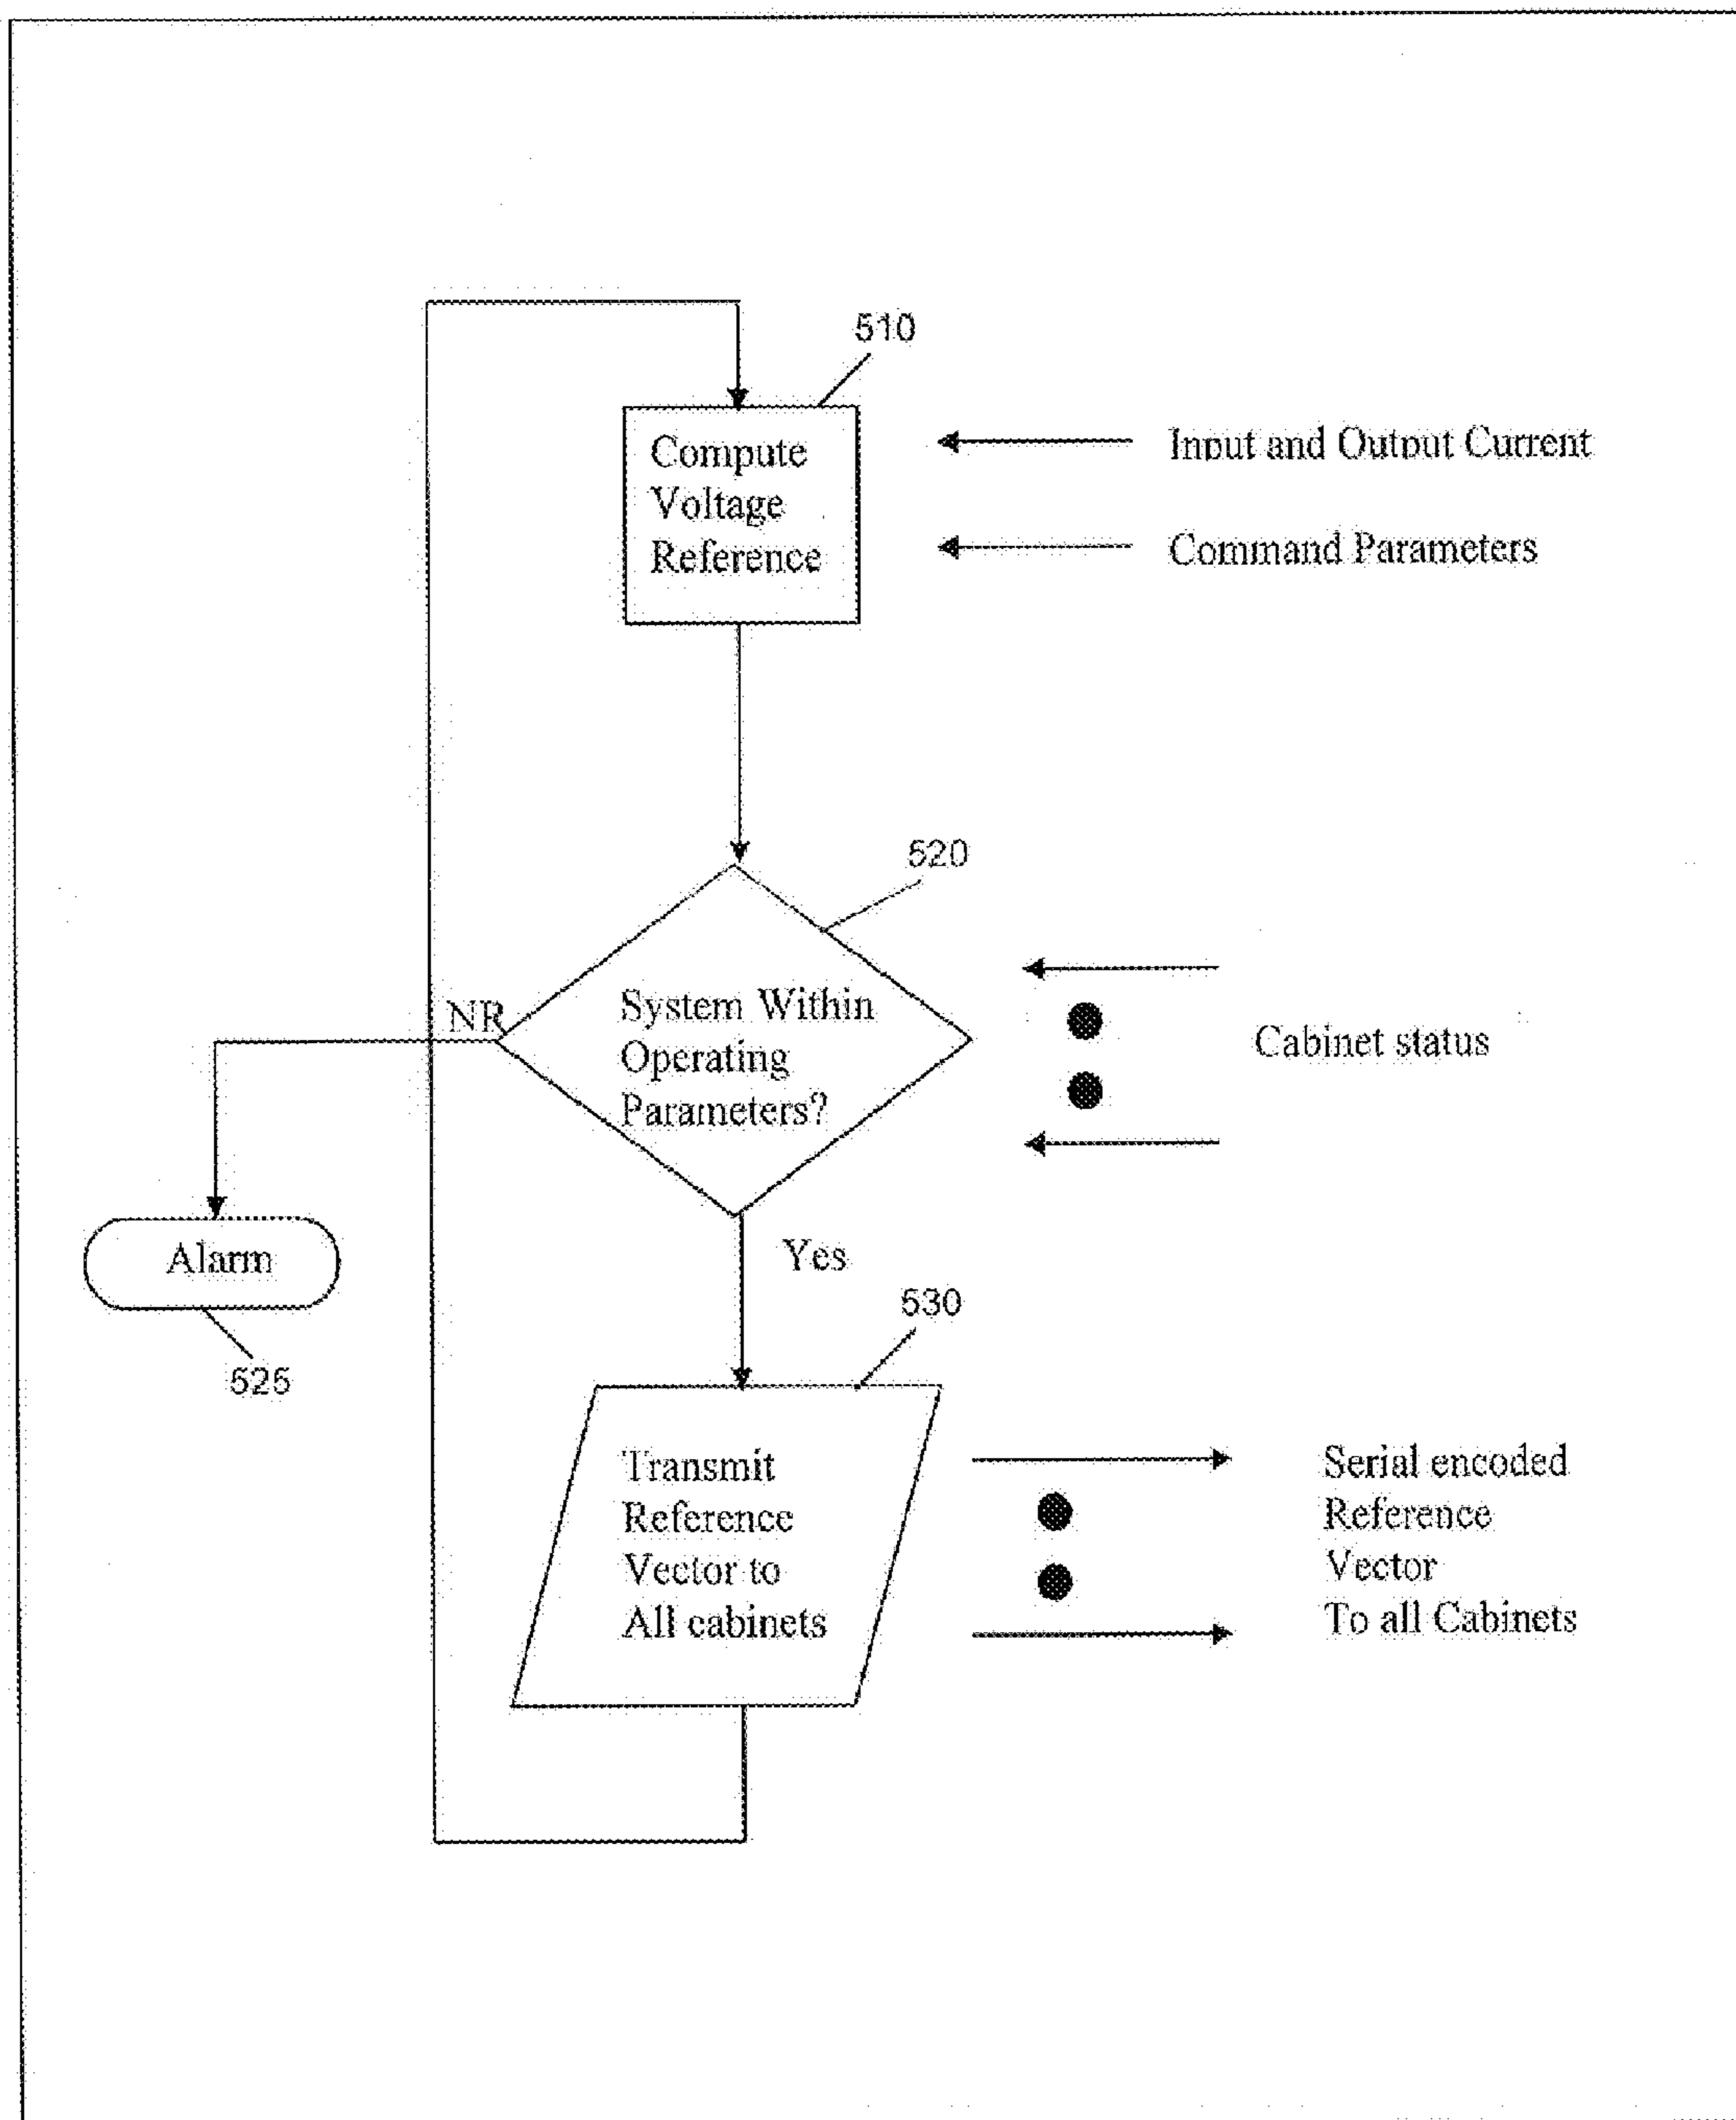 510
Compute
Voltage
Reference
Input and Output Current
Command Parameters
520
NR
System Within
Operating
Parameters?
Cabinet status
Alarm
525
Yes
530
Transmit
Reference
Vector to
All cabinets
Serial encoded
Reference
Vector
To all Cabinets